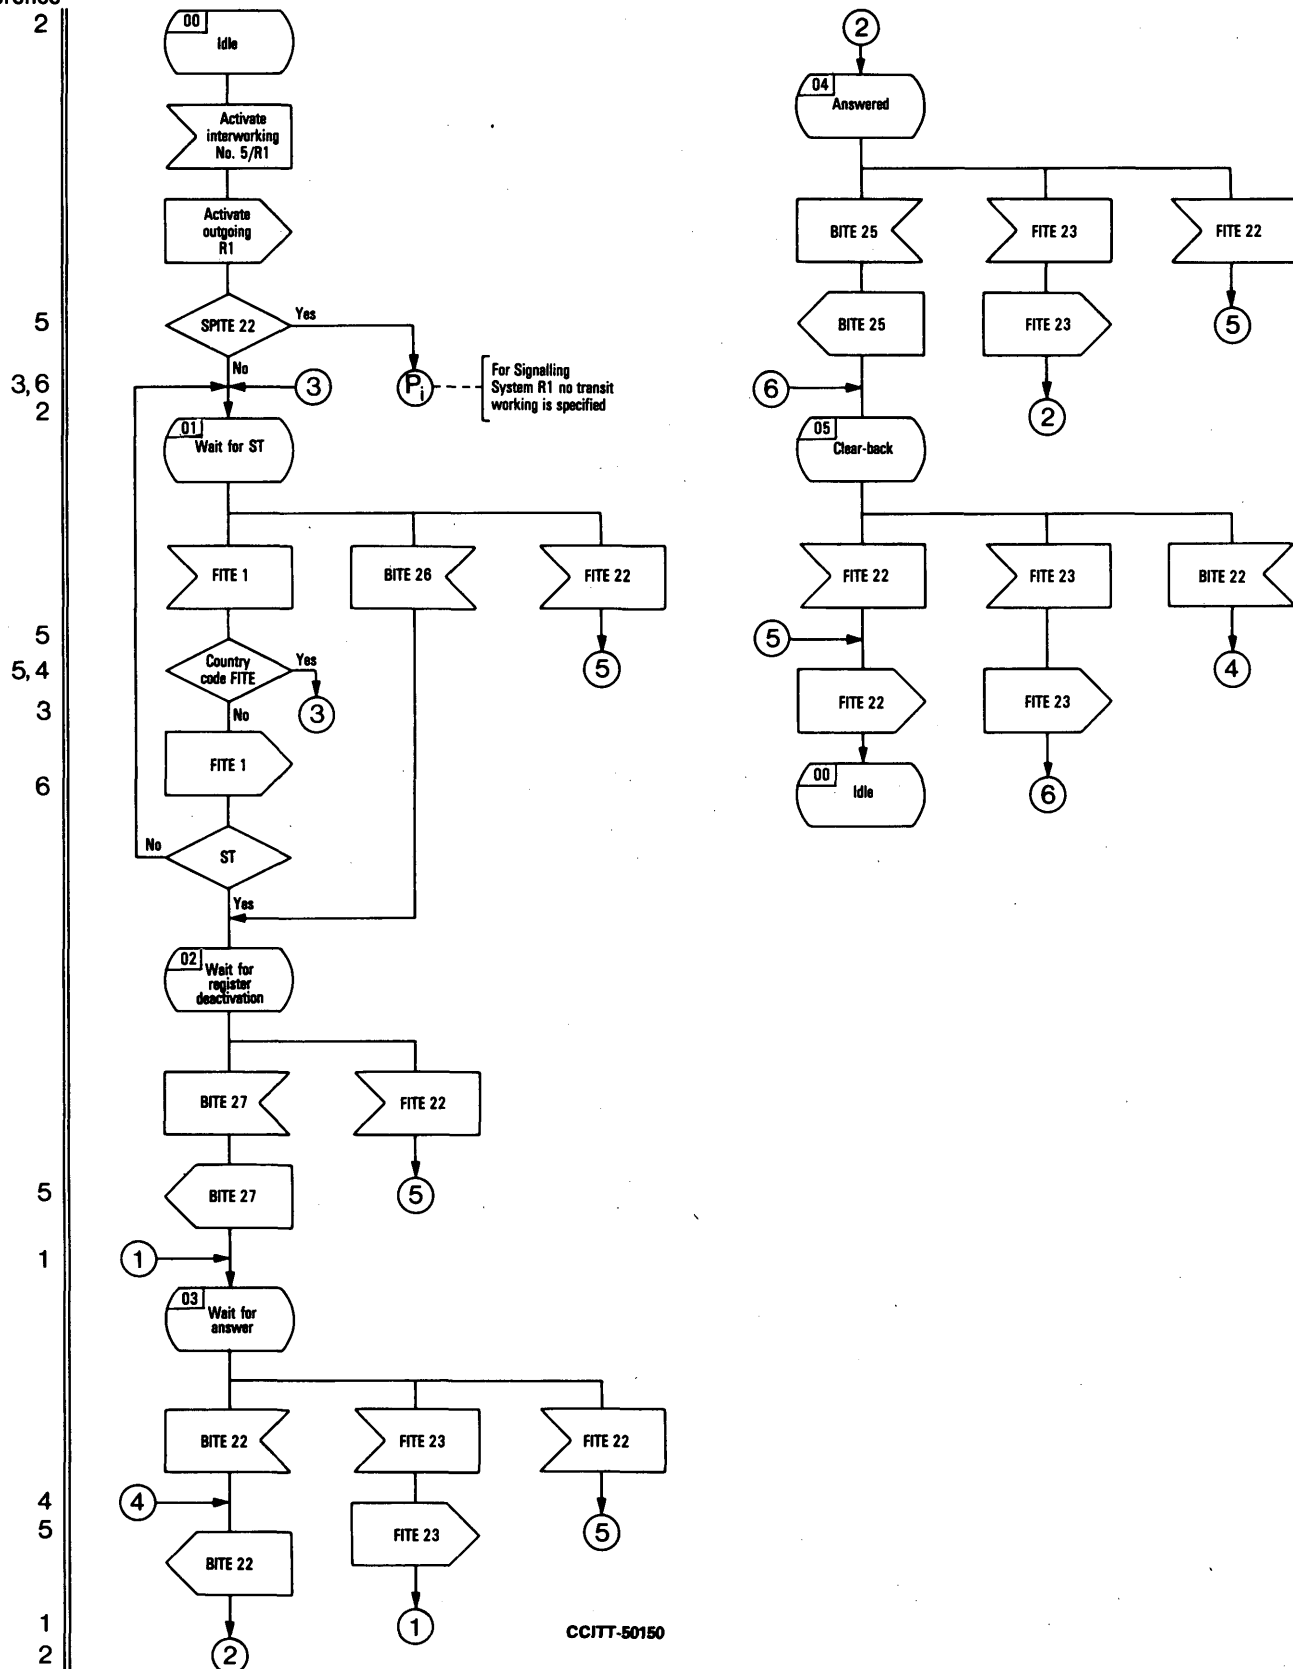 2
00
Idle
Activate
interworking
No. 5/R1
Activate
outgoing
R1
5
SPITE 22
Yes
No
3,6
3
Pi
For Signalling
System R1 no transit
working is specified
2
01
Wait for ST
FITE 1
BITE 26
FITE 22
5
5
5,4
Country
code FITE
Yes
3
3
No
FITE 1
6
No
ST
Yes
02
Wait for
register
deactivation
BITE 27
FITE 22
5
BITE 27
5
1
1
03
Wait for
answer
BITE 22
FITE 23
FITE 22
4
4
5
BITE 22
FITE 23
5
1
1
2
2
CCITT-50150
2
04
Answered
BITE 25
FITE 23
FITE 22
BITE 25
FITE 23
5
6
2
05
Clear-back
FITE 22
FITE 23
BITE 22
5
4
FITE 22
FITE 23
00
Idle
6